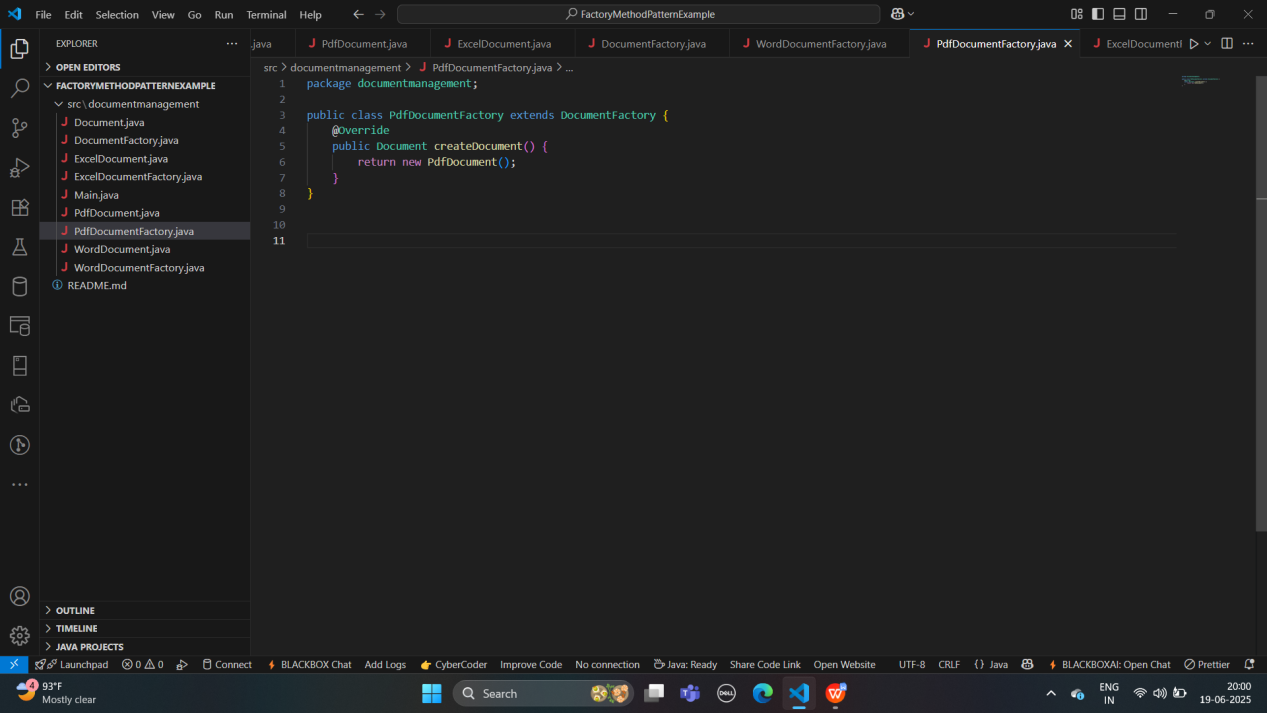 File Edit Selection View Go Run Terminal Help
FactoryMethodPatternExample
EXPLORER
.java
PdfDocument.java
ExcelDocument.java
DocumentFactory.java
WordDocumentFactory.java
PdfDocumentFactory.java
ExcelDocumentF
OPEN EDITORS
FACTORYMETHODPATTERNEXAMPLE
src\documentmanagement
Document.java
DocumentFactory.java
ExcelDocument.java
ExcelDocumentFactory.java
Main.java
PdfDocument.java
PdfDocumentFactory.java
WordDocument.java
WordDocumentFactory.java
README.md
OUTLINE
TIMELINE
JAVA PROJECTS
src > documentmanagement > PdfDocumentFactory.java > ...
1 package documentmanagement;
2
3 public class PdfDocumentFactory extends DocumentFactory {
4 @Override
5 public Document createDocument() {
6 return new PdfDocument();
7 }
8 }
9
10
11
Launchpad 0 0 Connect BLACKBOX Chat Add Logs CyberCoder Improve Code No connection Java: Ready Share Code Link Open Website UTF-8 CRLF {} Java BLACKBOXAI: Open Chat Prettier
4
93°F
Mostly clear
Search
DELL
W
ENG
IN
20:00
19-06-2025